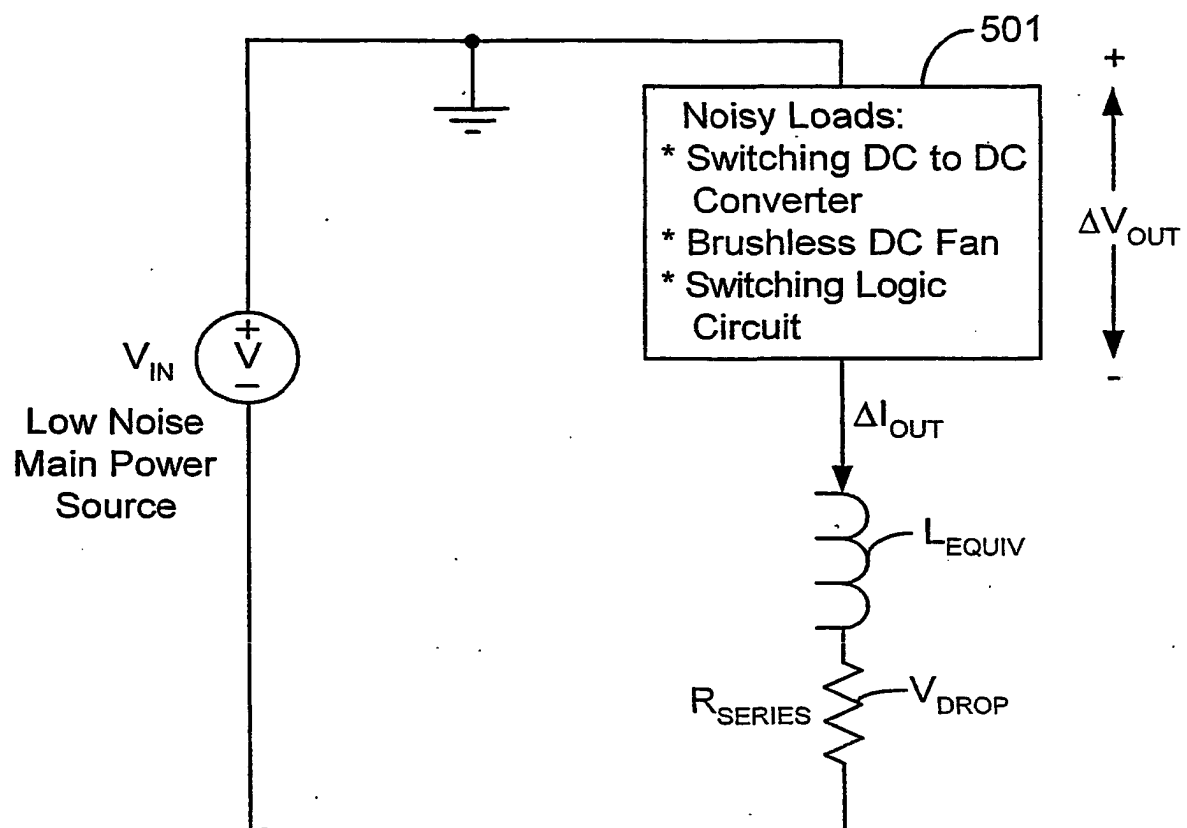 501
+
Noisy Loads:
* Switching DC to DC
Converter
* Brushless DC Fan
* Switching Logic
Circuit
ΔV_OUT
-
+
V
-
V_IN
Low Noise
Main Power
Source
ΔI_OUT
L_EQUIV
R_SERIES
V_DROP